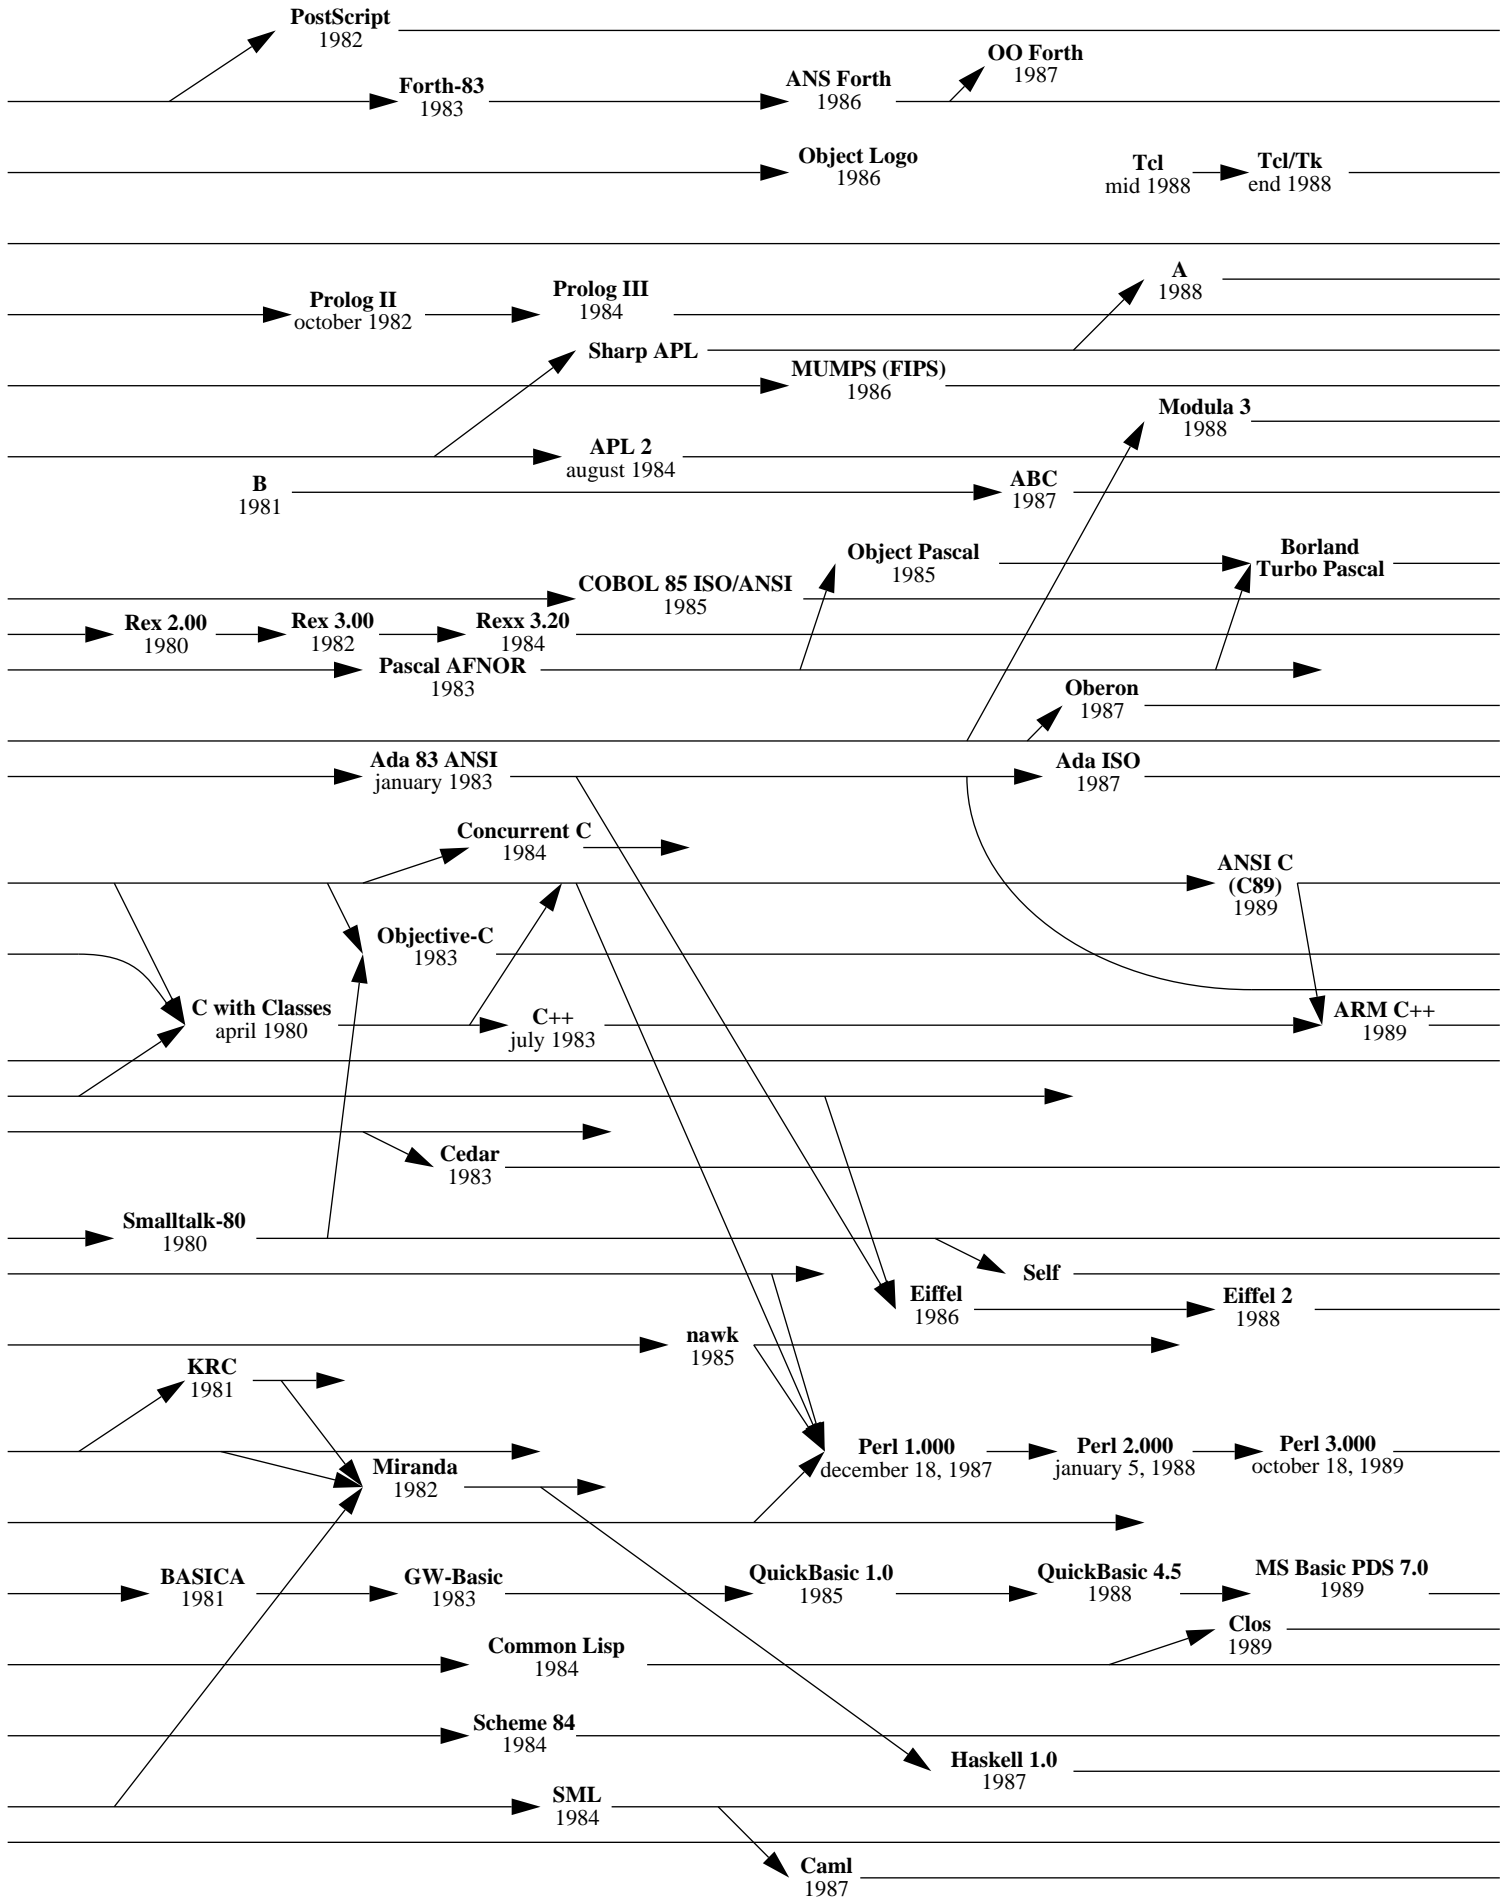 PostScript
1982
OO Forth
1987
Forth-83
1983
ANS Forth
1986
Object Logo
1986
Tcl
mid 1988
Tcl/Tk
end 1988
A
1988
Prolog II
october 1982
Prolog III
1984
Sharp APL
MUMPS (FIPS)
1986
Modula 3
1988
APL 2
august 1984
B
1981
ABC
1987
Object Pascal
1985
Borland
Turbo Pascal
COBOL 85 ISO/ANSI
1985
Rex 2.00
1980
Rex 3.00
1982
Rexx 3.20
1984
Pascal AFNOR
1983
Oberon
1987
Ada 83 ANSI
january 1983
Ada ISO
1987
Concurrent C
1984
ANSI C
(C89)
1989
Objective-C
1983
C with Classes
april 1980
C++
july 1983
ARM C++
1989
Cedar
1983
Smalltalk-80
1980
Self
Eiffel
1986
Eiffel 2
1988
nawk
1985
KRC
1981
Perl 1.000
december 18, 1987
Perl 2.000
january 5, 1988
Perl 3.000
october 18, 1989
Miranda
1982
BASICA
1981
GW-Basic
1983
QuickBasic 1.0
1985
QuickBasic 4.5
1988
MS Basic PDS 7.0
1989
Clos
1989
Common Lisp
1984
Scheme 84
1984
Haskell 1.0
1987
SML
1984
Caml
1987